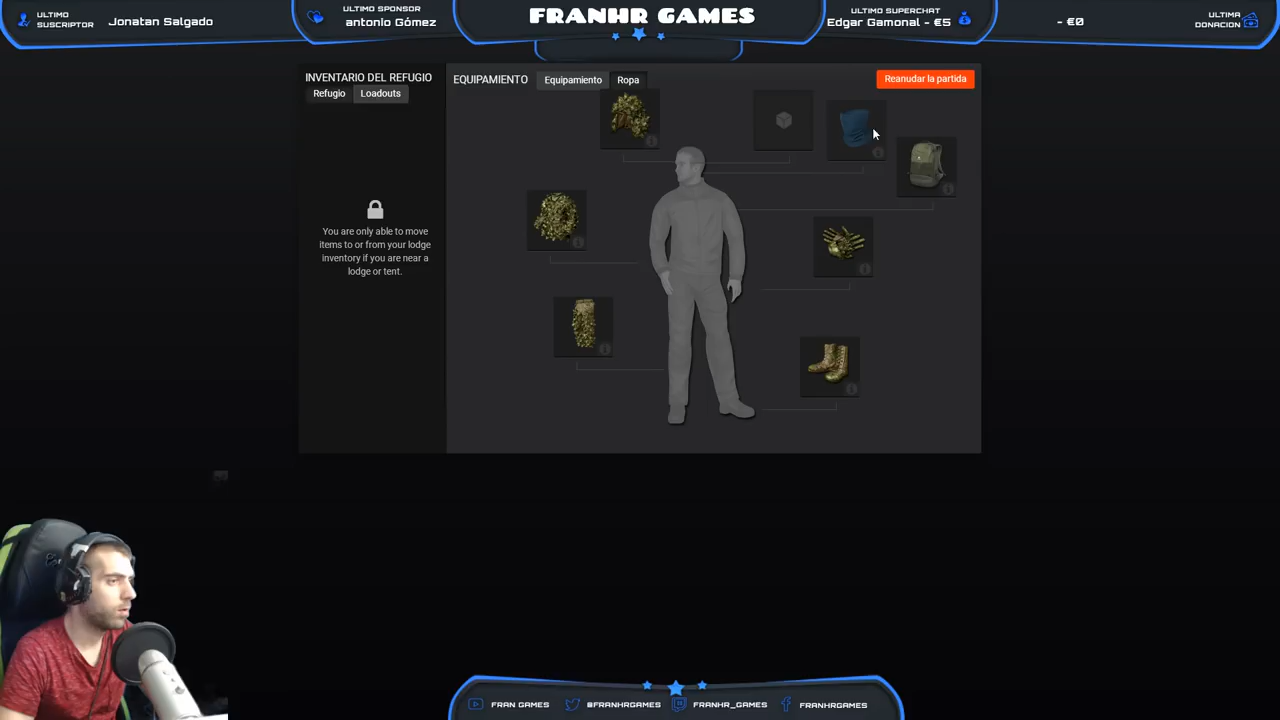 ULTIMO
SUSCRIPTOR
Jonatan Salgado
ULTIMO SPONSOR
antonio Gómez
FRANHR GAMES
ULTIMO SUPERCHAT
Edgar Gamonal - €5
- €0
ULTIMA
DONACION
INVENTARIO DEL REFUGIO
Refugio
Loadouts
EQUIPAMIENTO
Equipamiento
Ropa
Reanudar la partida
You are only able to move
items to or from your lodge
inventory if you are near a
lodge or tent.
FRAN GAMES
@FRANHRGAMES
FRANHR_GAMES
FRANHRGAMES